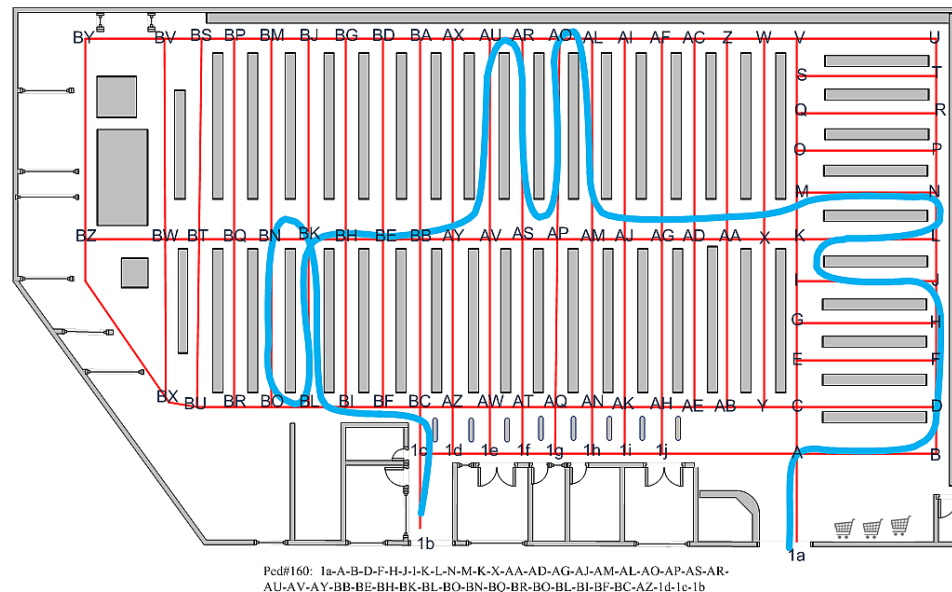 BY BV BS BP BM BJ BG BD BA AX AU AR AO AL AI AF AC Z W V U
S T
Q R
O P
M N
BZ BW BT BQ BN BK BH BE BB AY AV AS AP AM AJ AG AD AA X K L
I J
G H
E F
BX BU BR BO BL BI BF BC AZ AW AT AQ AN AK AH AE AB Y C D
1c 1d 1e 1f 1g 1h 1i 1j A B
1b 1a
Ped#160: 1a-A-B-D-F-H-J-I-K-L-N-M-K-X-AA-AD-AG-AJ-AM-AL-AO-AP-AS-AR-
AU-AV-AY-BB-BE-BH-BK-BL-BO-BN-BQ-BR-BO-BL-BI-BF-BC-AZ-1d-1c-1b